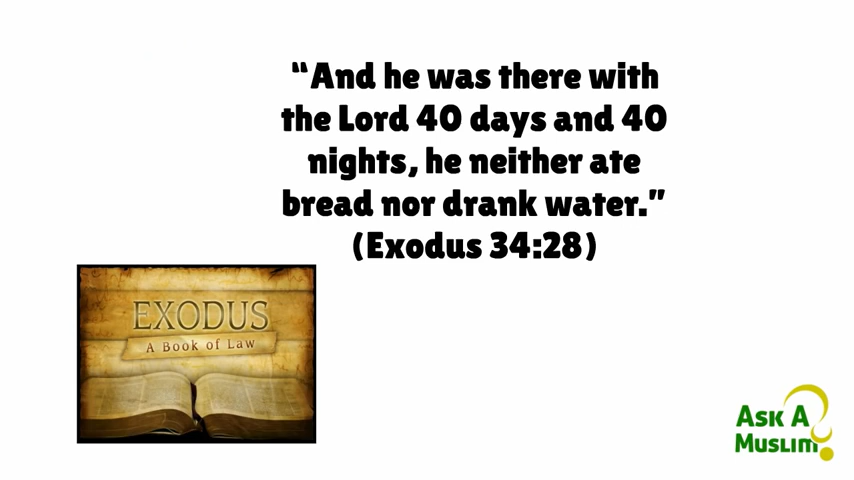 “And he was there with
the Lord 40 days and 40
nights, he neither ate
bread nor drank water.”
(Exodus 34:28)
EXODUS
A Book of Law
ASK A
MUSLIM?